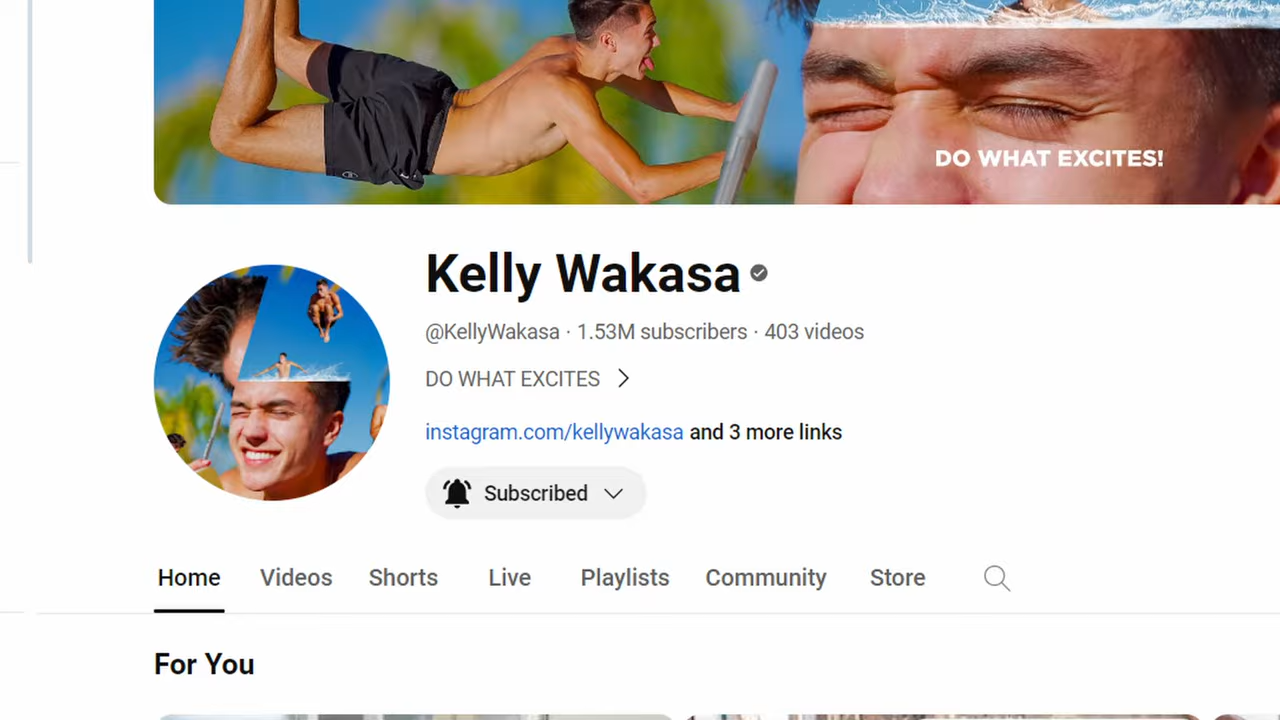 DO WHAT EXCITES!
Kelly Wakasa
@KellyWakasa · 1.53M subscribers · 403 videos
DO WHAT EXCITES
instagram.com/kellywakasa and 3 more links
Subscribed
Home Videos Shorts Live Playlists Community Store
For You